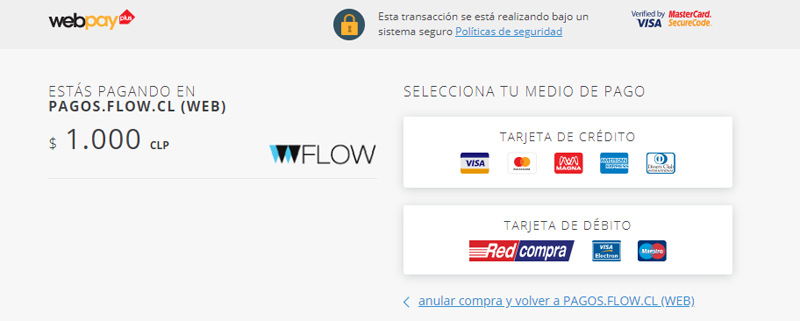 webpay plus
Esta transacción se está realizando bajo un
sistema seguro Políticas de seguridad
Verified by VISA
MasterCard. SecureCode.
ESTÁS PAGANDO EN
PAGOS.FLOW.CL (WEB)
$ 1.000 CLP
FLOW
SELECCIONA TU MEDIO DE PAGO
TARJETA DE CRÉDITO
VISA MasterCard MAGNA AMERICAN EXPRESS Diners Club INTERNATIONAL
TARJETA DE DÉBITO
Redcompra VISA Electron Maestro
anular compra y volver a PAGOS.FLOW.CL (WEB)